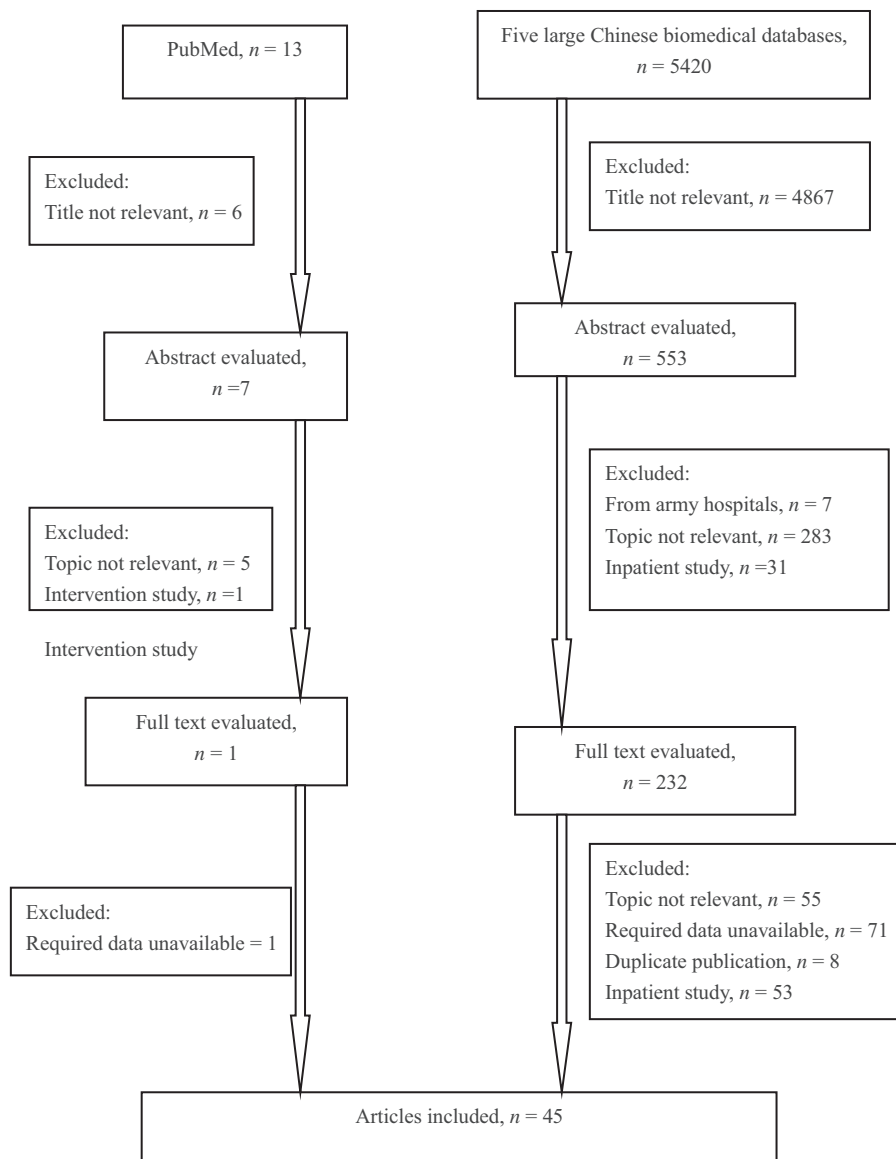 PubMed, n = 13
Five large Chinese biomedical databases,
n = 5420
Excluded:
Title not relevant, n = 6
Excluded:
Title not relevant, n = 4867
Abstract evaluated,
n =7
Abstract evaluated,
n = 553
Excluded:
Topic not relevant, n = 5
Intervention study, n =1
Intervention study
Excluded:
From army hospitals, n = 7
Topic not relevant, n = 283
Inpatient study, n =31
Full text evaluated,
n = 1
Full text evaluated,
n = 232
Excluded:
Required data unavailable = 1
Excluded:
Topic not relevant, n = 55
Required data unavailable, n = 71
Duplicate publication, n = 8
Inpatient study, n = 53
Articles included, n = 45